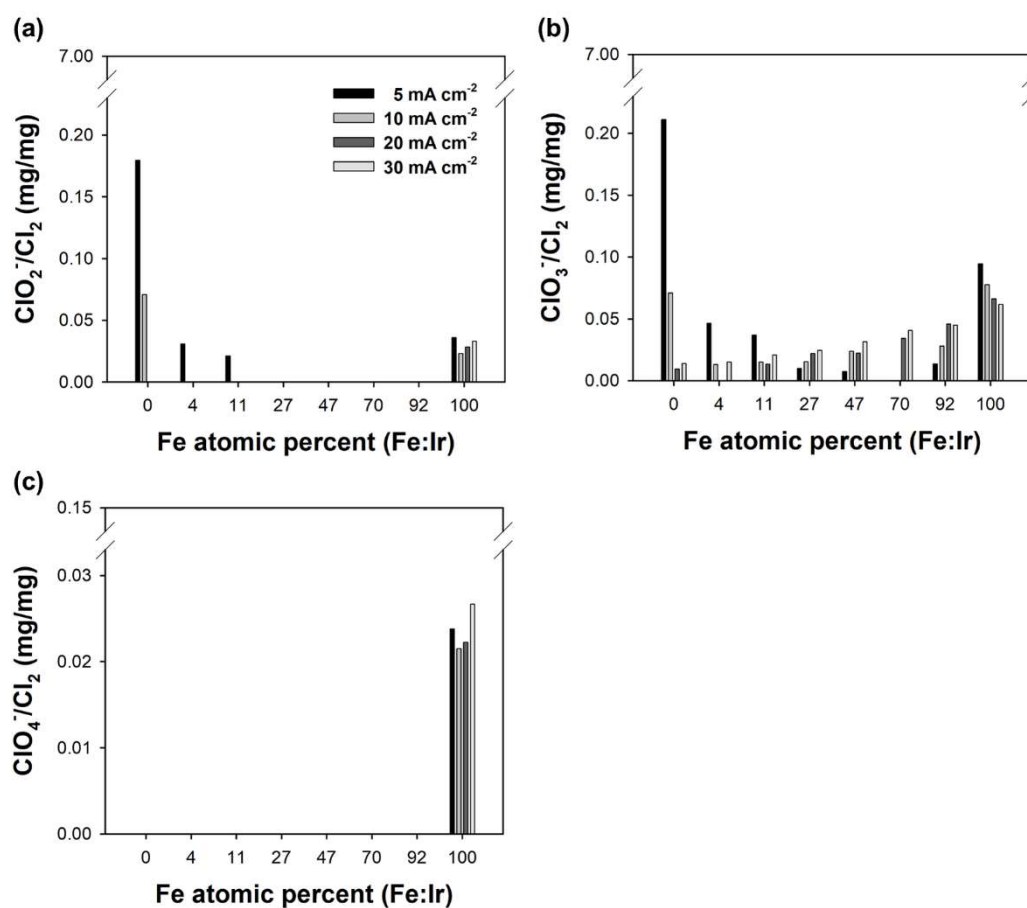 (a)
7.00
0.20
0.15
0.10
0.05
0.00
ClO₂⁻/Cl₂ (mg/mg)
5 mA cm⁻²
10 mA cm⁻²
20 mA cm⁻²
30 mA cm⁻²
0 4 11 27 47 70 92 100
Fe atomic percent (Fe:Ir)
(b)
7.00
0.20
0.15
0.10
0.05
0.00
ClO₃⁻/Cl₂ (mg/mg)
0 4 11 27 47 70 92 100
Fe atomic percent (Fe:Ir)
(c)
0.15
0.03
0.02
0.01
0.00
ClO₄⁻/Cl₂ (mg/mg)
0 4 11 27 47 70 92 100
Fe atomic percent (Fe:Ir)